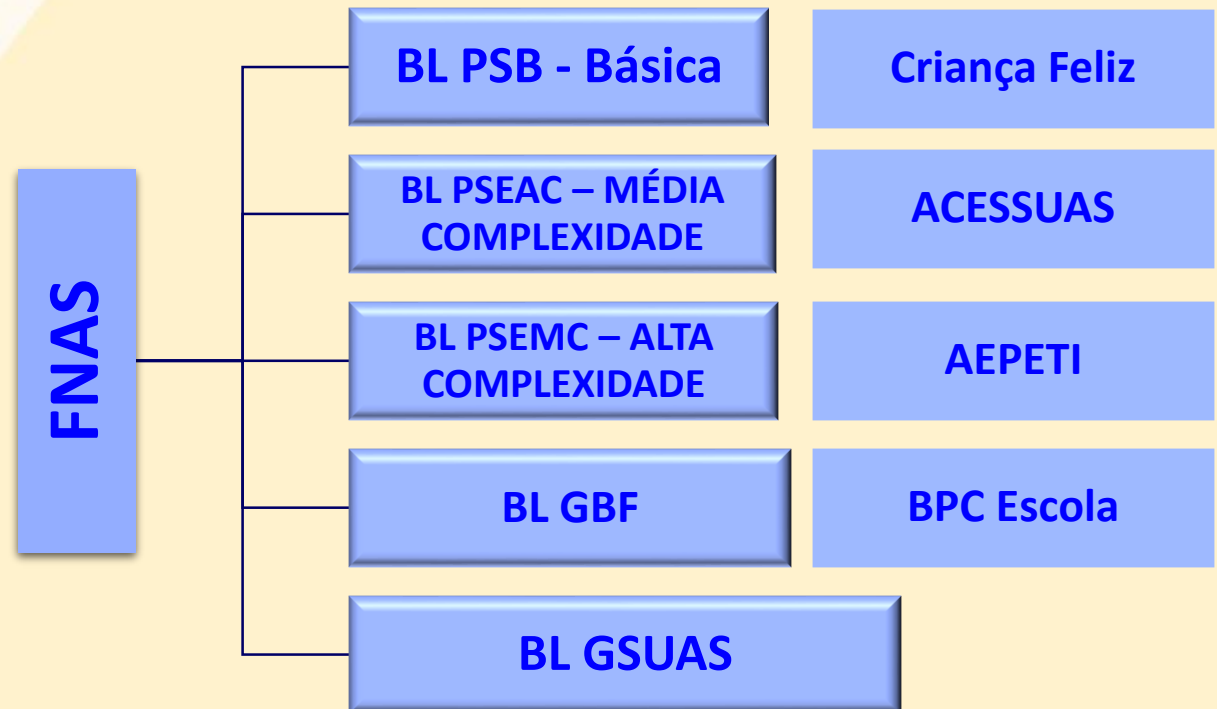 FNAS
BL PSB - Básica
Criança Feliz
BL PSEAC – MÉDIA
COMPLEXIDADE
ACESSUAS
BL PSEMC – ALTA
COMPLEXIDADE
AEPETI
BL GBF
BPC Escola
BL GSUAS